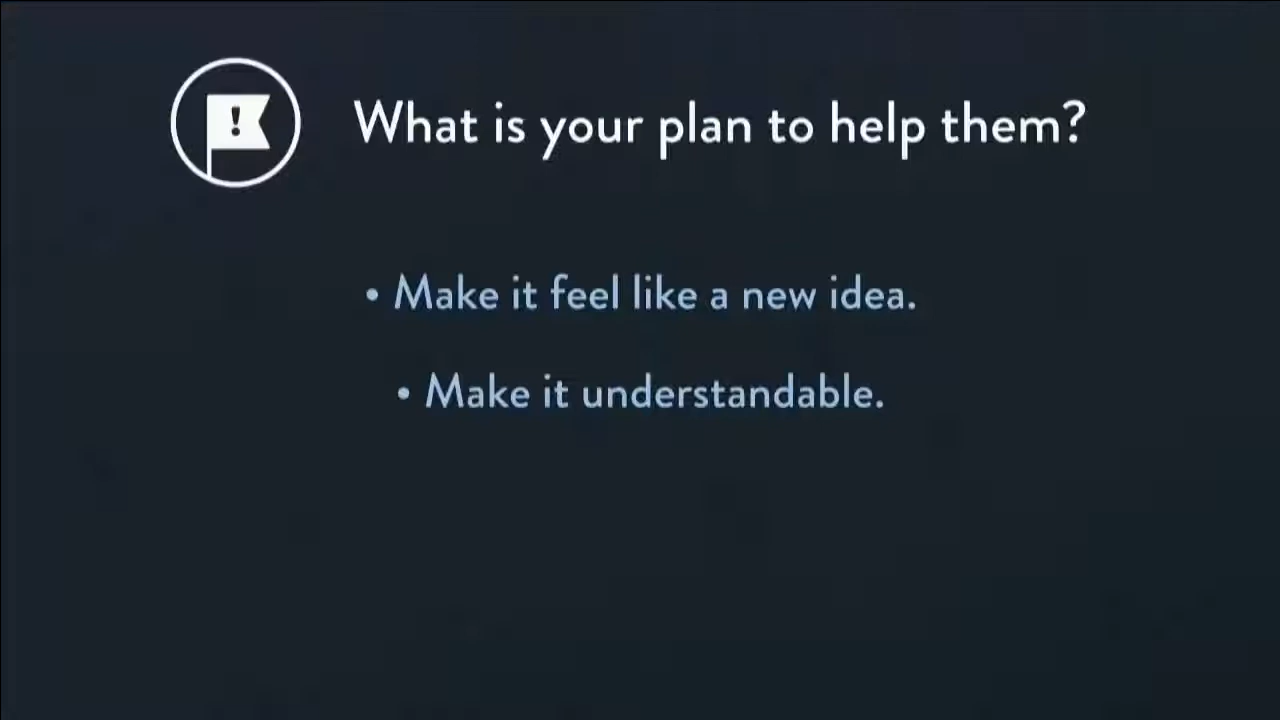 What is your plan to help them?
• Make it feel like a new idea.
• Make it understandable.